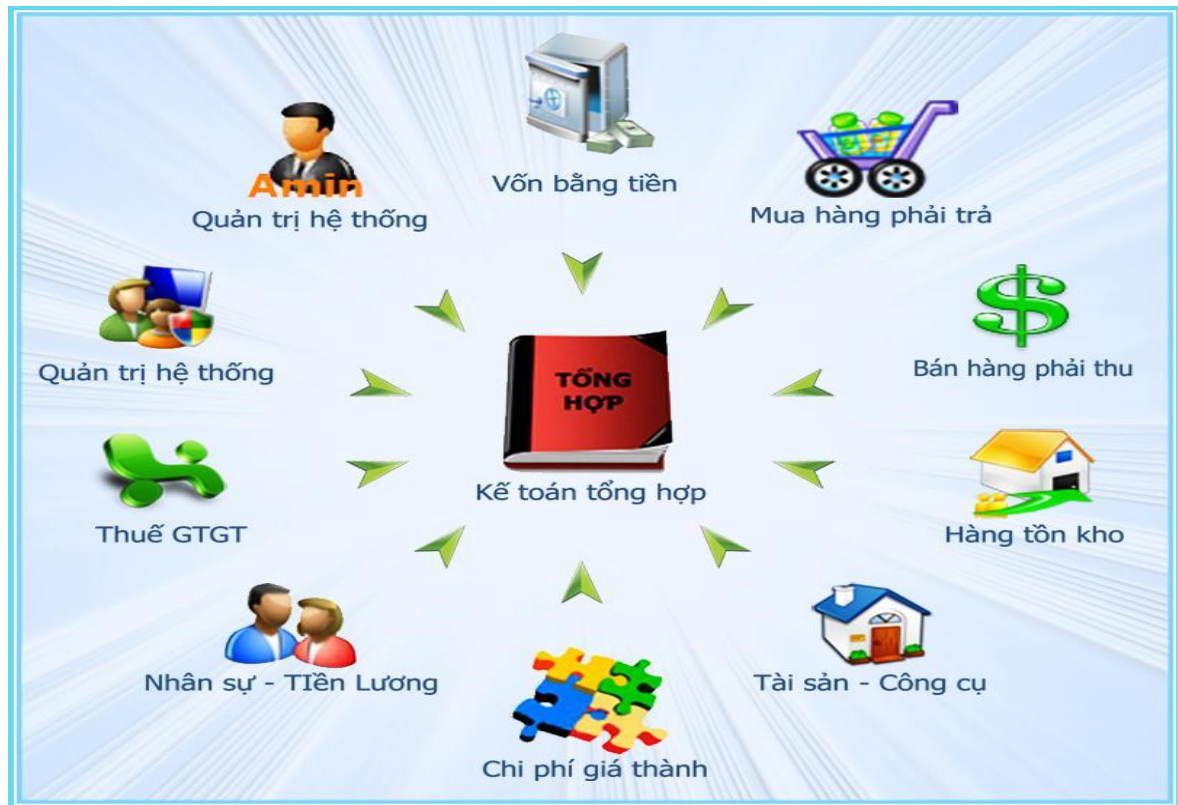 Vốn bằng tiền
Amin
Quản trị hệ thống
Mua hàng phải trả
Quản trị hệ thống
Bán hàng phải thu
TỔNG
HỢP
Kế toán tổng hợp
Thuế GTGT
Hàng tồn kho
Nhân sự - TIền Lương
Tài sản - Công cụ
Chi phí giá thành